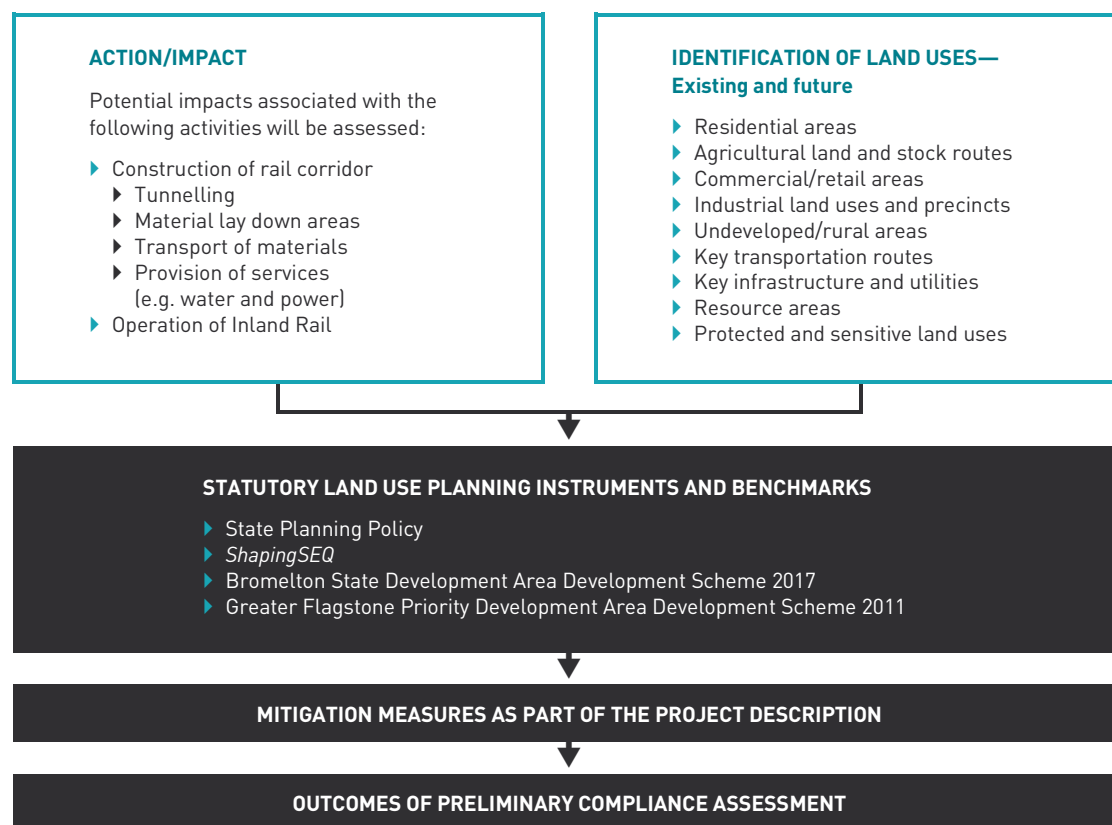 ACTION/IMPACT
Potential impacts associated with the
following activities will be assessed:
Construction of rail corridor
Tunnelling
Material lay down areas
Transport of materials
Provision of services
(e.g. water and power)
Operation of Inland Rail
IDENTIFICATION OF LAND USES—
Existing and future
Residential areas
Agricultural land and stock routes
Commercial/retail areas
Industrial land uses and precincts
Undeveloped/rural areas
Key transportation routes
Key infrastructure and utilities
Resource areas
Protected and sensitive land uses
STATUTORY LAND USE PLANNING INSTRUMENTS AND BENCHMARKS
State Planning Policy
ShapingSEQ
Bromelton State Development Area Development Scheme 2017
Greater Flagstone Priority Development Area Development Scheme 2011
MITIGATION MEASURES AS PART OF THE PROJECT DESCRIPTION
OUTCOMES OF PRELIMINARY COMPLIANCE ASSESSMENT